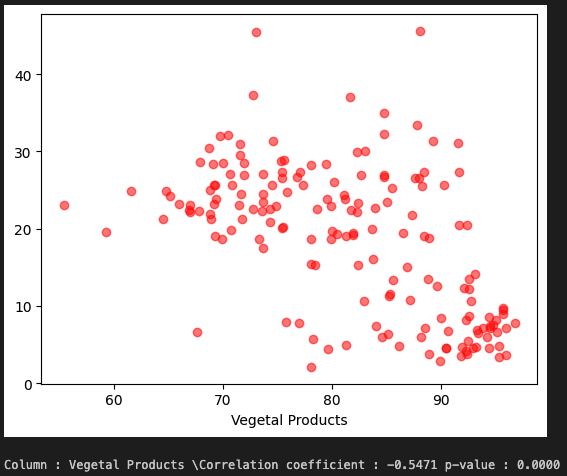 40
30
20
10
0
60 70 80 90
Vegetal Products
Column : Vegetal Products \Correlation coefficient : -0.5471 p-value : 0.0000